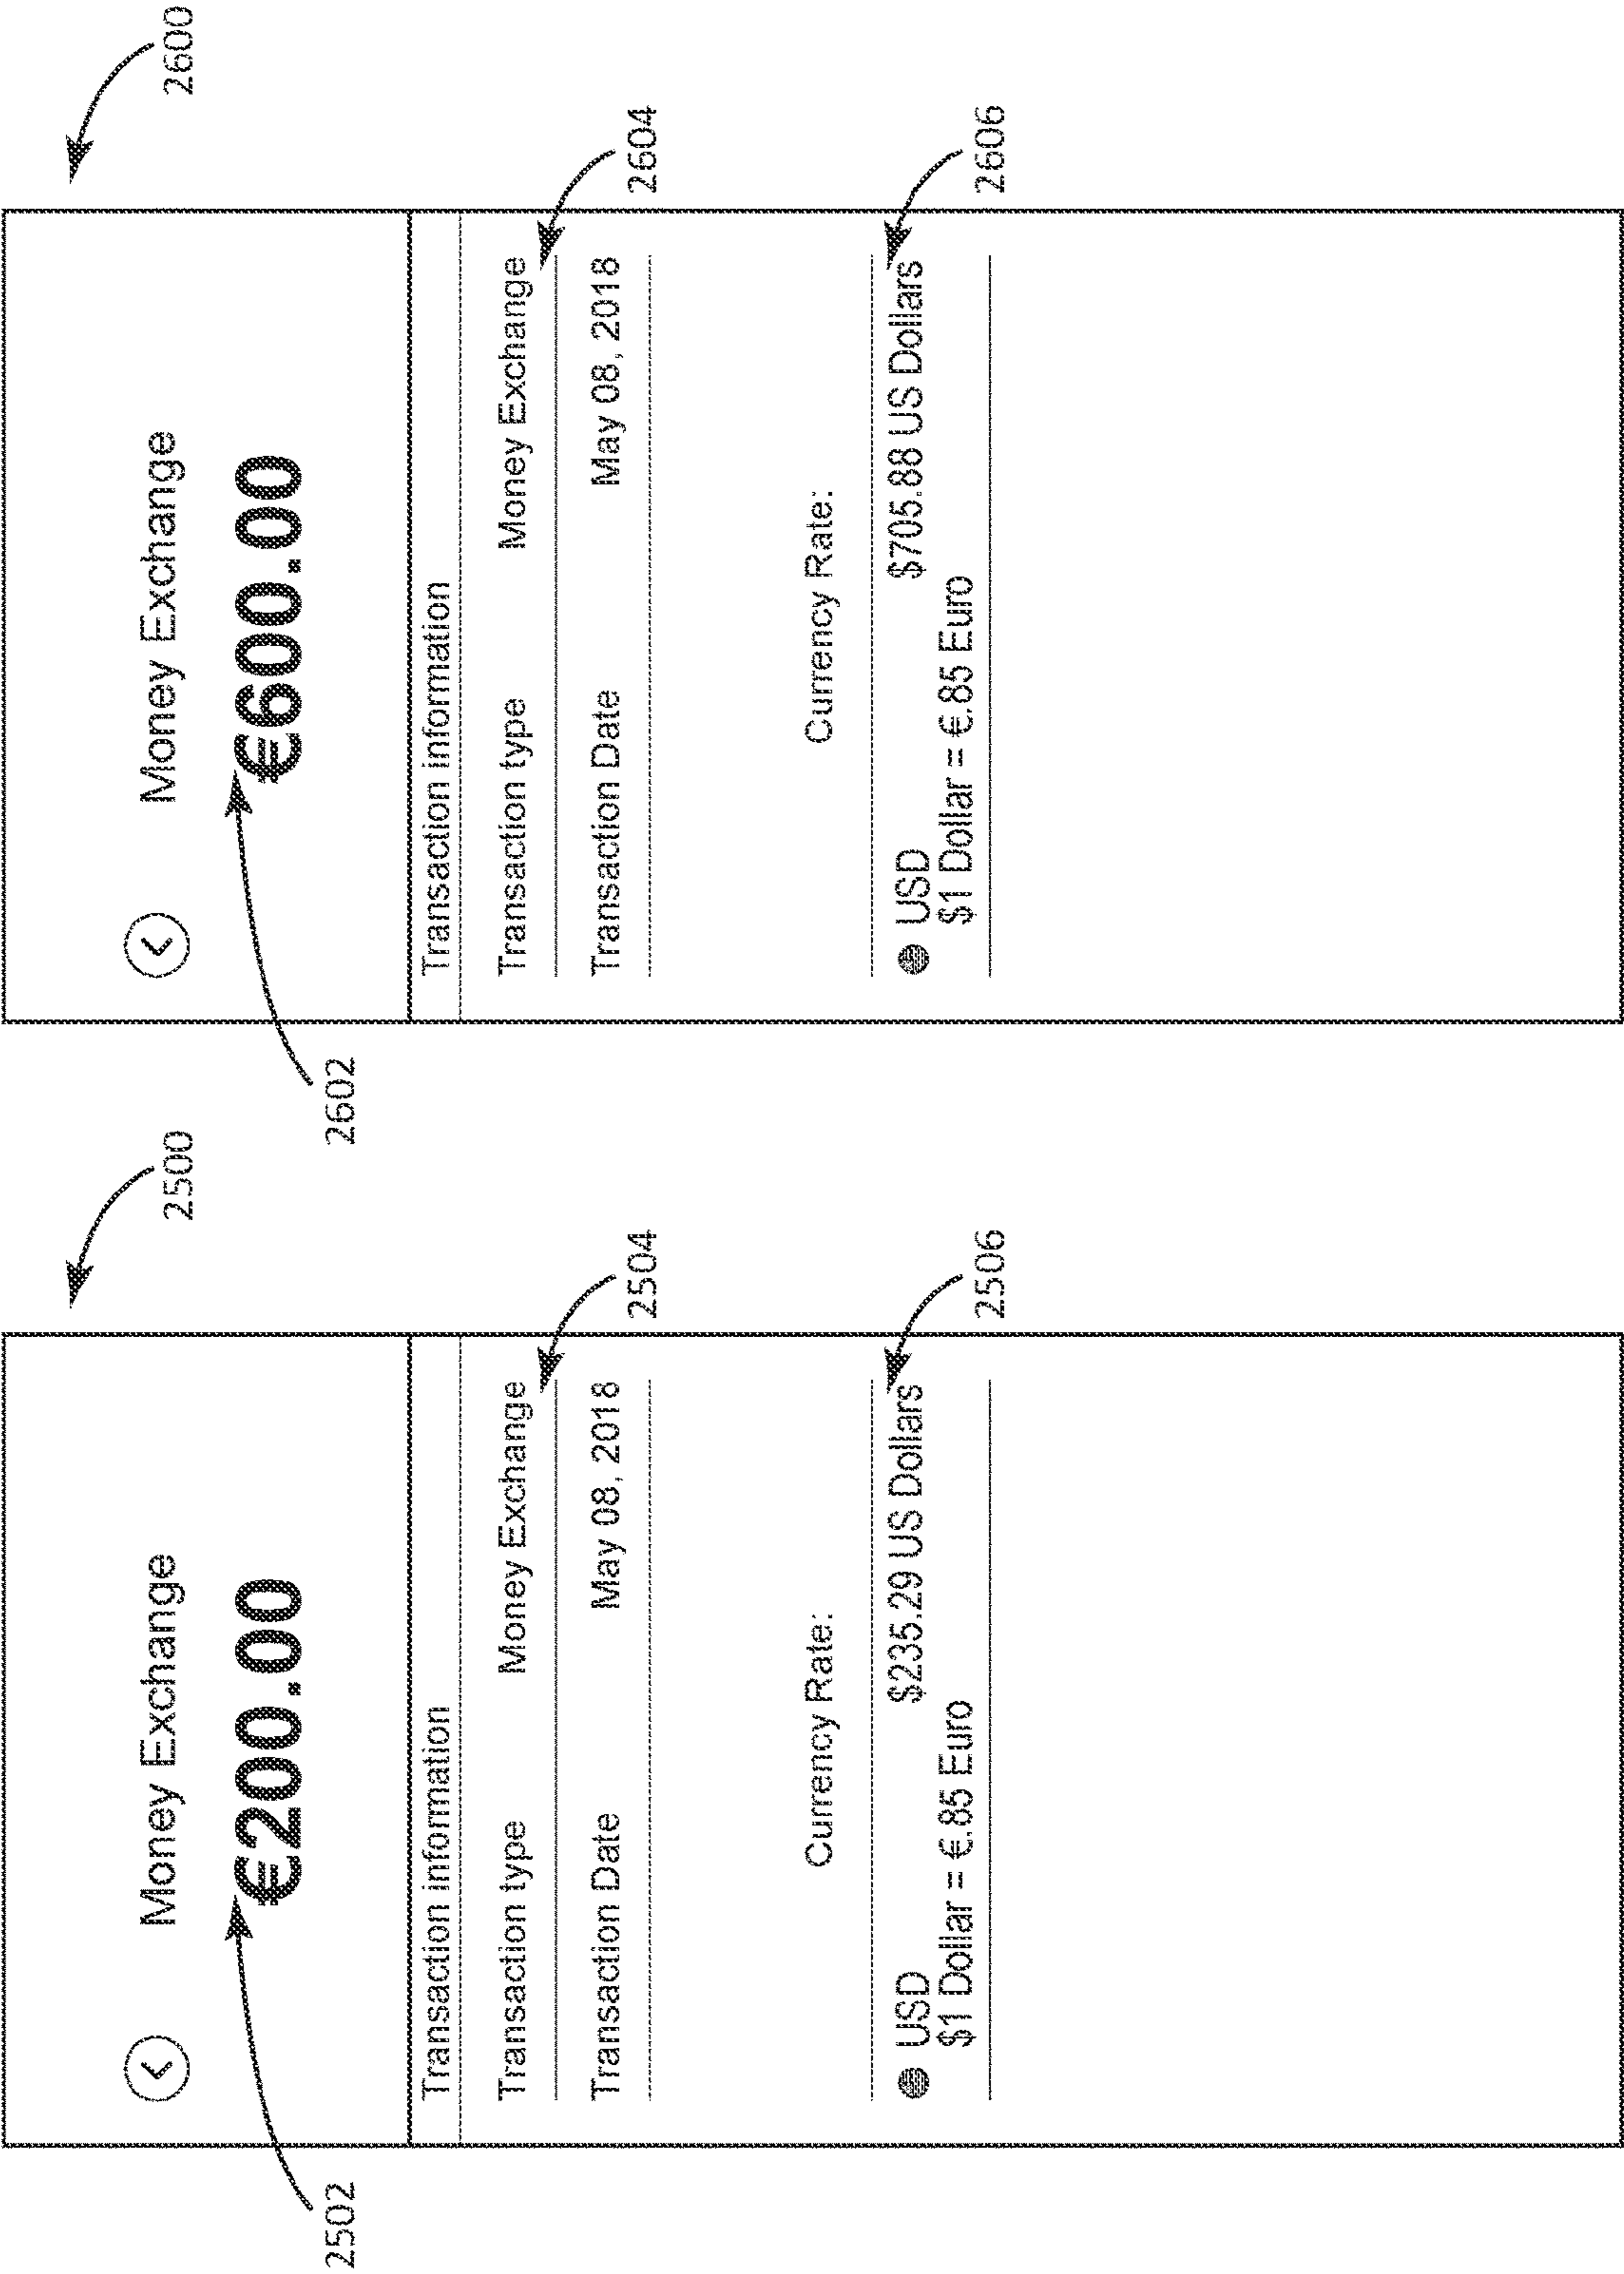 2500
Money Exchange
€200.00
2502
Transaction information
Transaction type Money Exchange
2504
Transaction Date May 08, 2018
Currency Rate:
USD $235.29 US Dollars
2506
$1 Dollar = €.85 Euro
2600
Money Exchange
€600.00
2602
Transaction information
Transaction type Money Exchange
2604
Transaction Date May 08, 2018
Currency Rate:
USD $705.88 US Dollars
2606
$1 Dollar = €.85 Euro